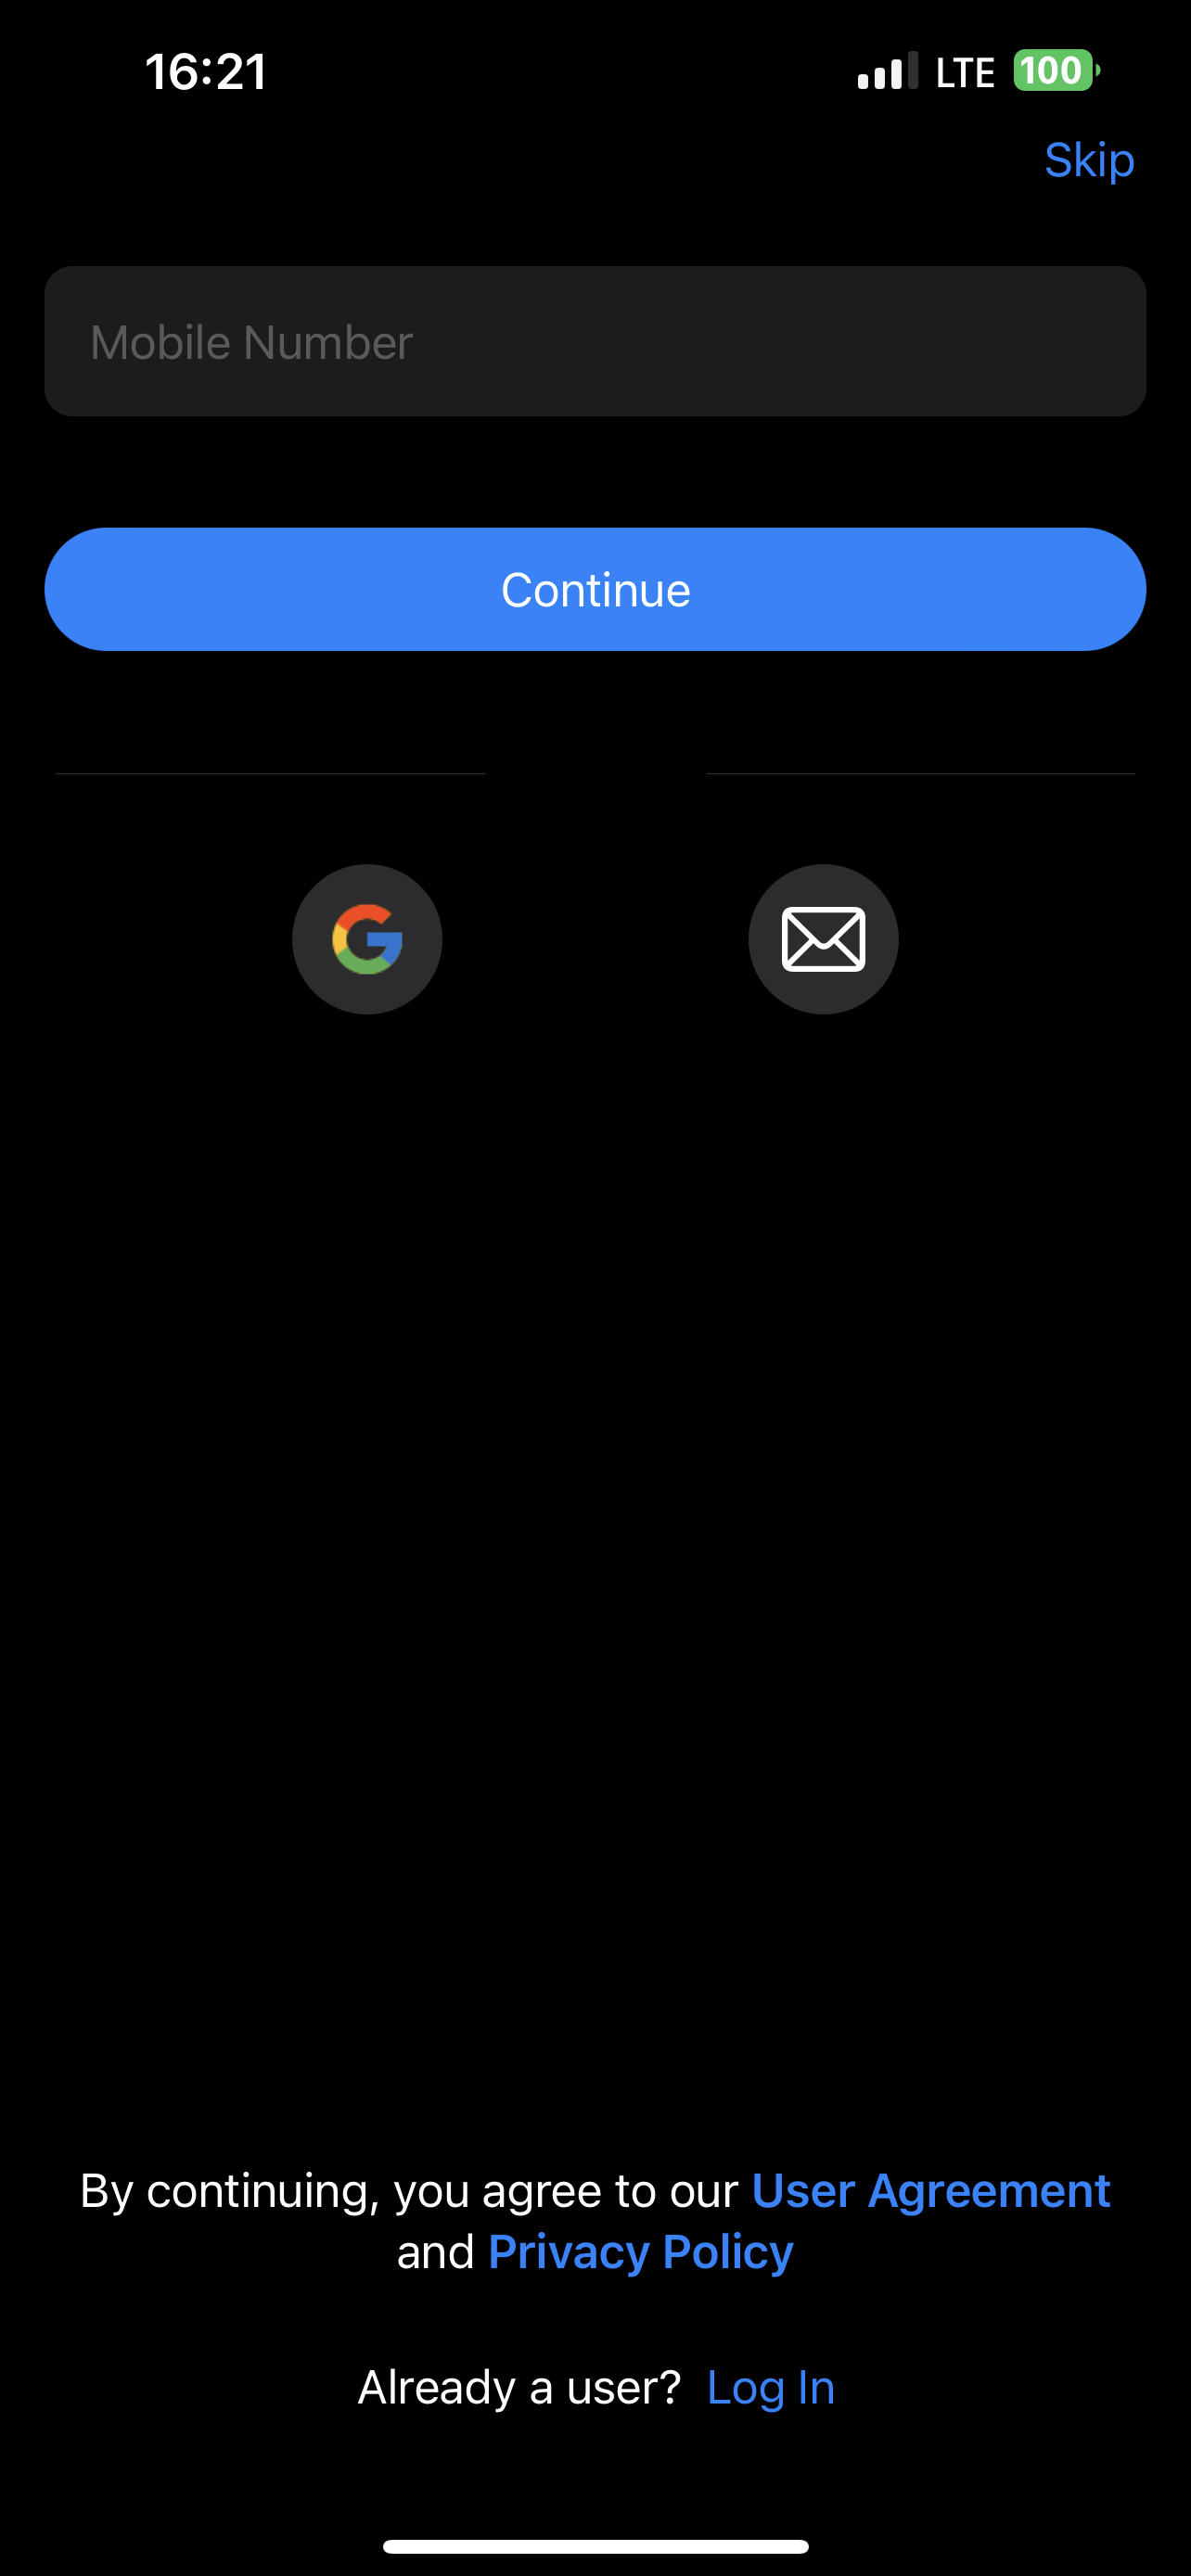 16:21
LTE 100
Skip
Mobile Number
Continue
By continuing, you agree to our User Agreement
and Privacy Policy
Already a user? Log In